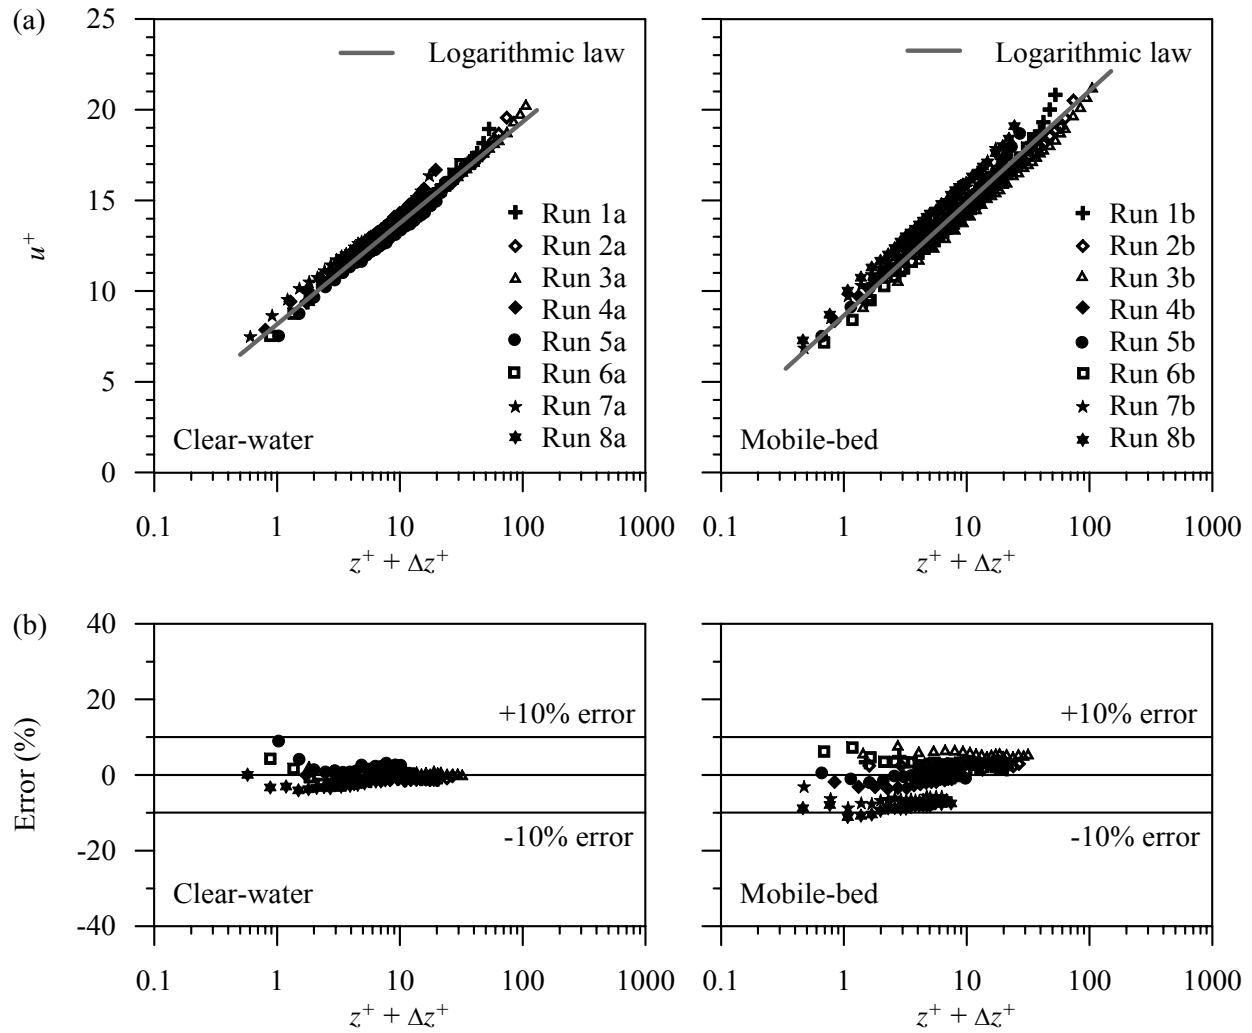 (a)
25
20
15
10
5
0
u+
Logarithmic law
Run 1a
Run 2a
Run 3a
Run 4a
Run 5a
Run 6a
Run 7a
Run 8a
Clear-water
0.1 1 10 100 1000
z+ + Δz+
Logarithmic law
Run 1b
Run 2b
Run 3b
Run 4b
Run 5b
Run 6b
Run 7b
Run 8b
Mobile-bed
0.1 1 10 100 1000
z+ + Δz+
(b)
40
20
0
-20
-40
Error (%)
+10% error
-10% error
Clear-water
0.1 1 10 100 1000
z+ + Δz+
+10% error
-10% error
Mobile-bed
0.1 1 10 100 1000
z+ + Δz+